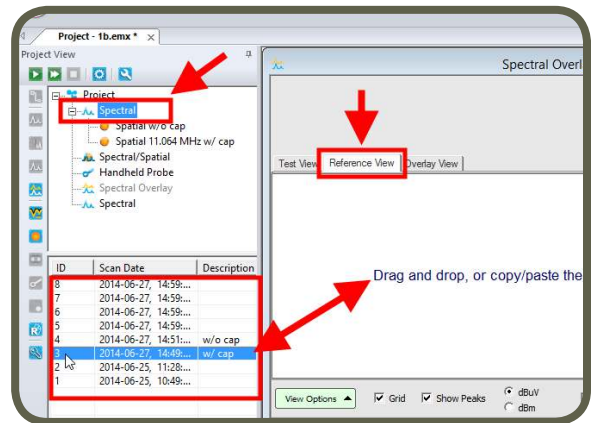 Project - 1b.emx * x
Project View
Spectral Overl
Project
Spectral
Spatial w/o cap
Spatial 11.064 MHz w/ cap
Spectral/Spatial
Handheld Probe
Spectral Overlay
Spectral
Test View Reference View Overlay View
ID Scan Date Description
8 2014-06-27, 14:59:...
7 2014-06-27, 14:59:...
6 2014-06-27, 14:59:...
5 2014-06-27, 14:59:...
4 2014-06-27, 14:51:... w/o cap
3 2014-06-27, 14:49:... w/ cap
2 2014-06-25, 11:28:...
1 2014-06-25, 10:49:...
Drag and drop, or copy/paste the
View Options Grid Show Peaks dBuV
dBm